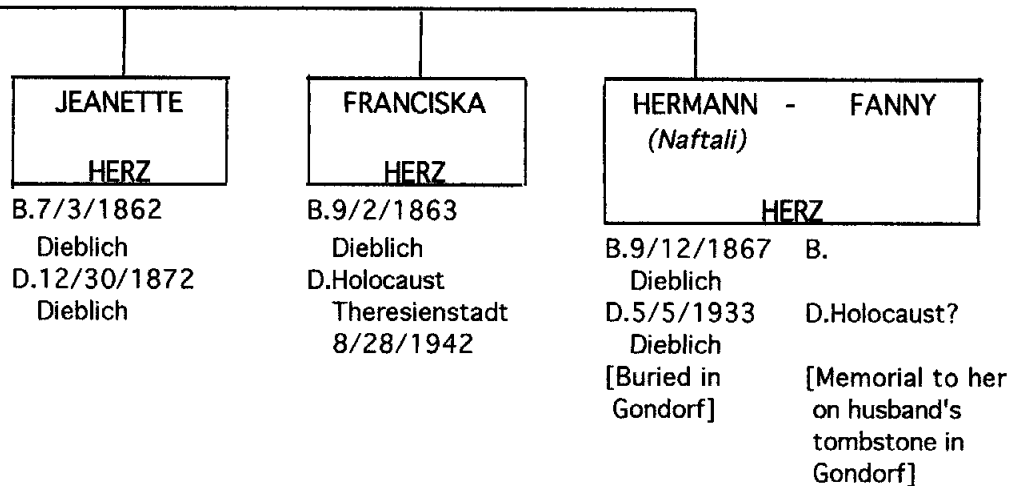 JEANETTE
HERZ
B.7/3/1862
Dieblich
D.12/30/1872
Dieblich
FRANCISKA
HERZ
B.9/2/1863
Dieblich
D.Holocaust
Theresienstadt
8/28/1942
HERMANN - FANNY
(Naftali)
HERZ
B.9/12/1867 B.
Dieblich
D.5/5/1933 D.Holocaust?
Dieblich
[Buried in
Gondorf]
[Memorial to her
on husband's
tombstone in
Gondorf]